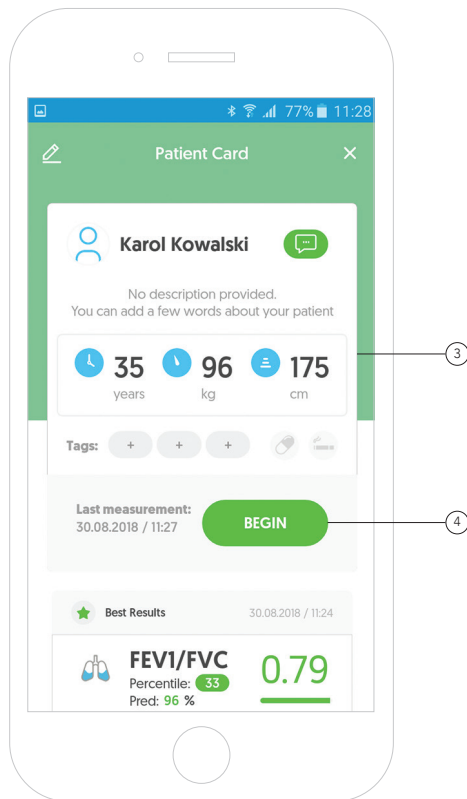 77% 11:28
Patient Card
Karol Kowalski
No description provided.
You can add a few words about your patient
35 96 175
years kg cm
3
Tags: + + +
Last measurement:
30.08.2018 / 11:27
BEGIN
4
Best Results 30.08.2018 / 11:24
FEV1/FVC
0.79
Percentile: 33
Pred: 96 %